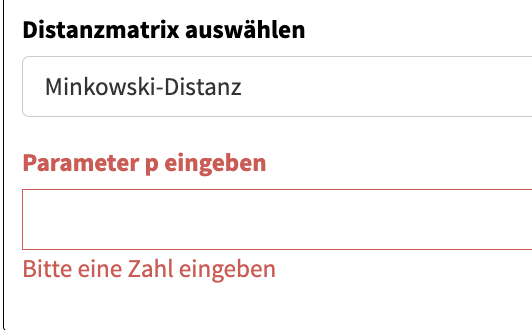 Distanzmatrix auswählen
Minkowski-Distanz
Parameter p eingeben
Bitte eine Zahl eingeben